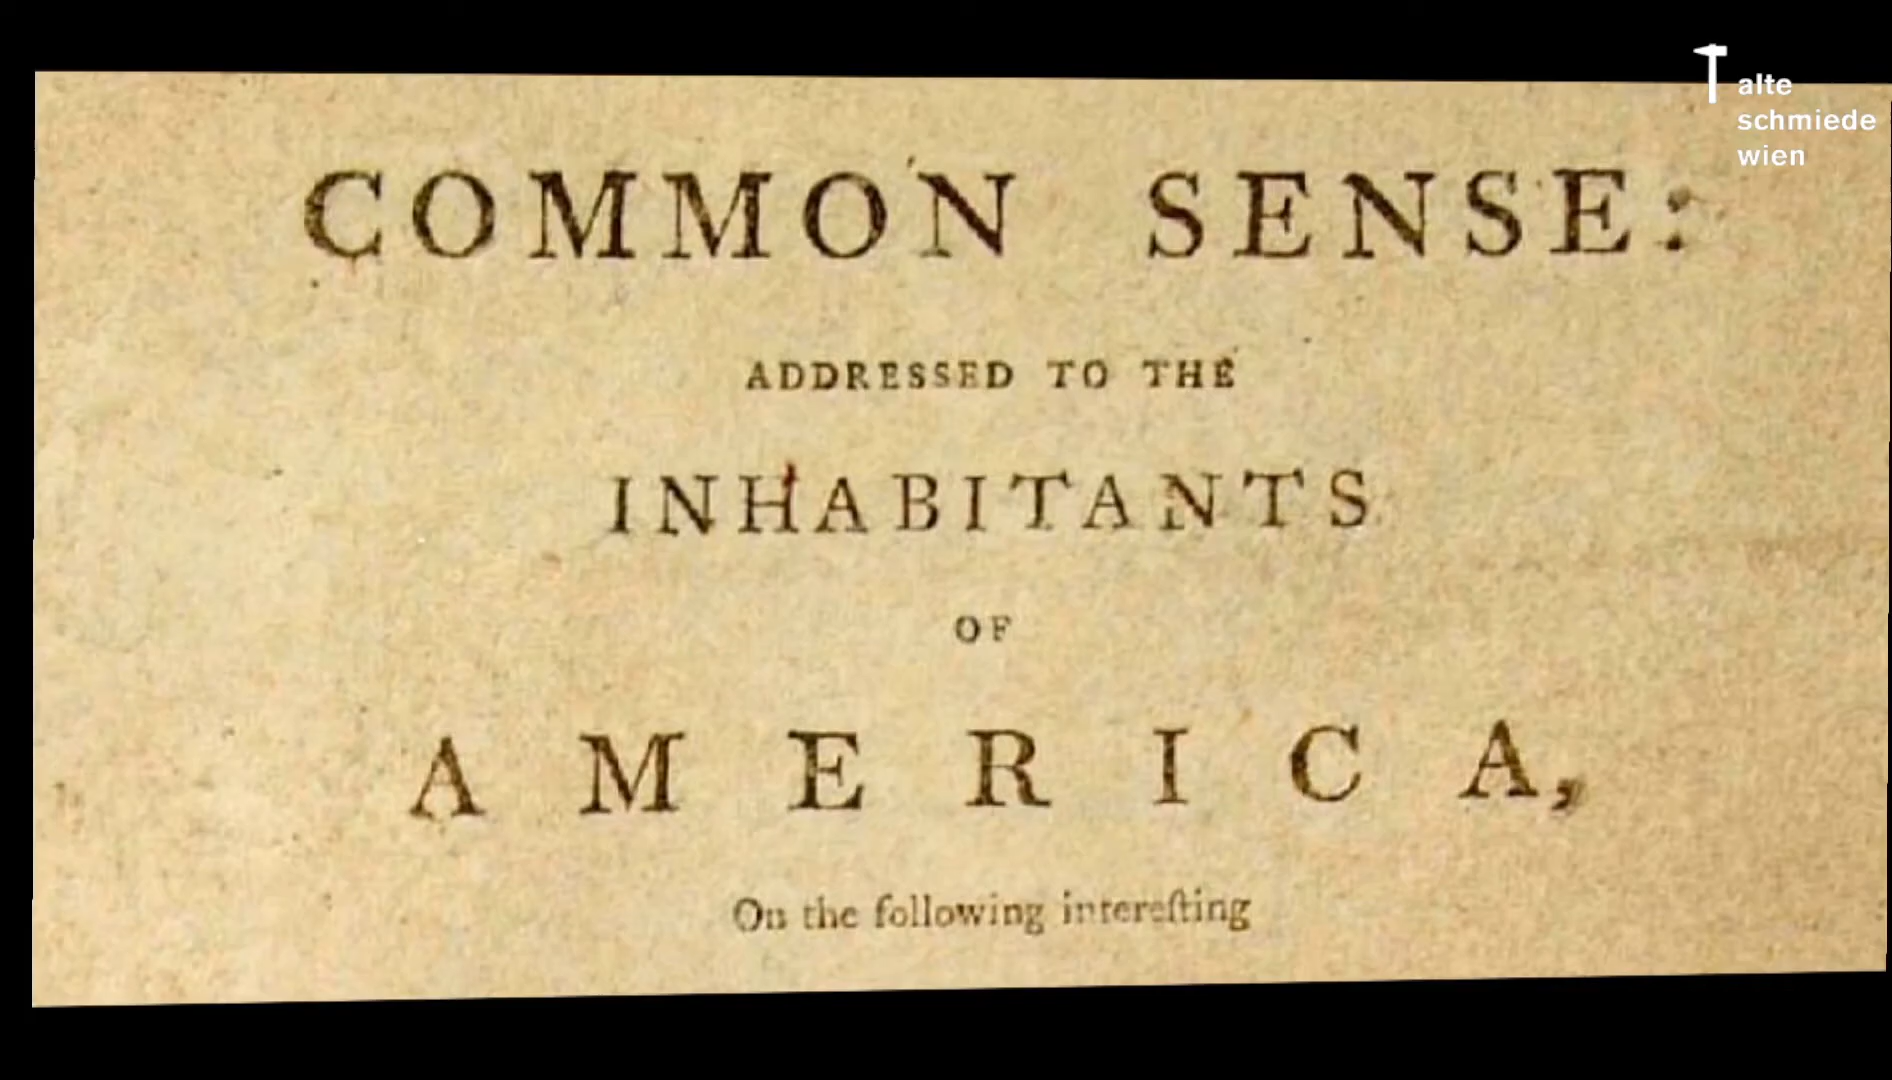 alte
schmiede
wien
COMMON SENSE:
ADDRESSED TO THE
INHABITANTS
OF
AMERICA,
On the following intereſting